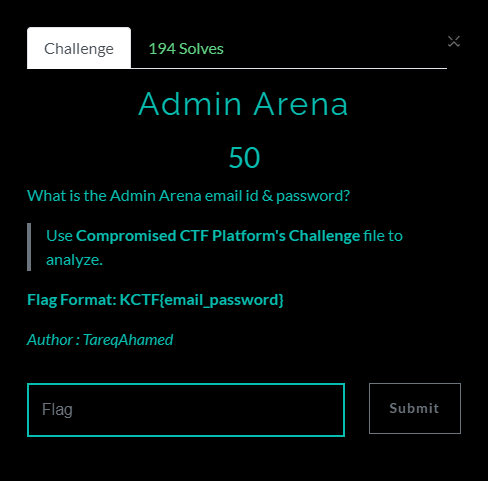 Challenge
194 Solves
Admin Arena
50
What is the Admin Arena email id & password?
Use Compromised CTF Platform's Challenge file to
analyze.
Flag Format: KCTF{email_password}
Author : TareqAhamed
Flag
Submit